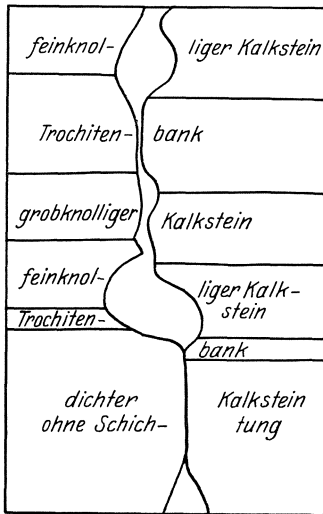 feinknol- liger Kalkstein
Trochiten- bank
grobknolliger Kalkstein
feinknol- liger Kalk-
stein
Trochiten- bank
dichter Kalkstein
ohne Schich- tung